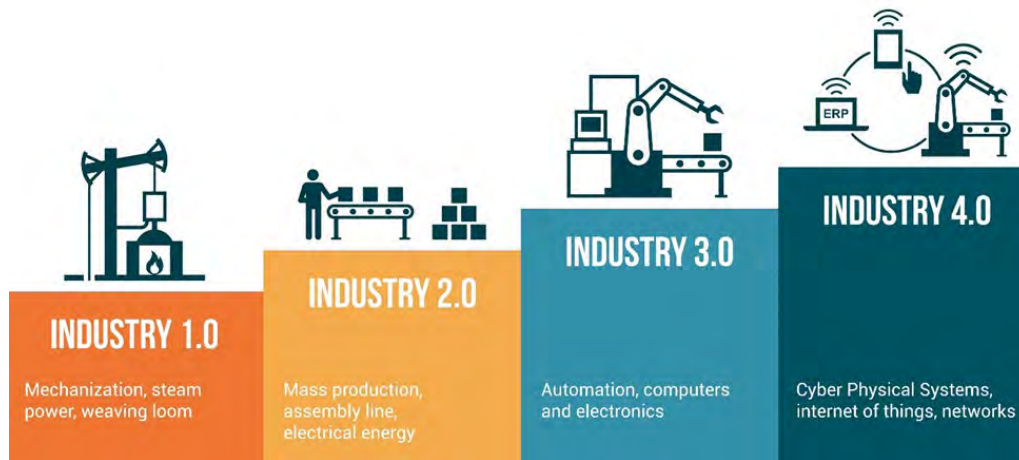 ERP
INDUSTRY 1.0
Mechanization, steam
power, weaving loom
INDUSTRY 2.0
Mass production,
assembly line,
electrical energy
INDUSTRY 3.0
Automation, computers
and electronics
INDUSTRY 4.0
Cyber Physical Systems,
internet of things, networks